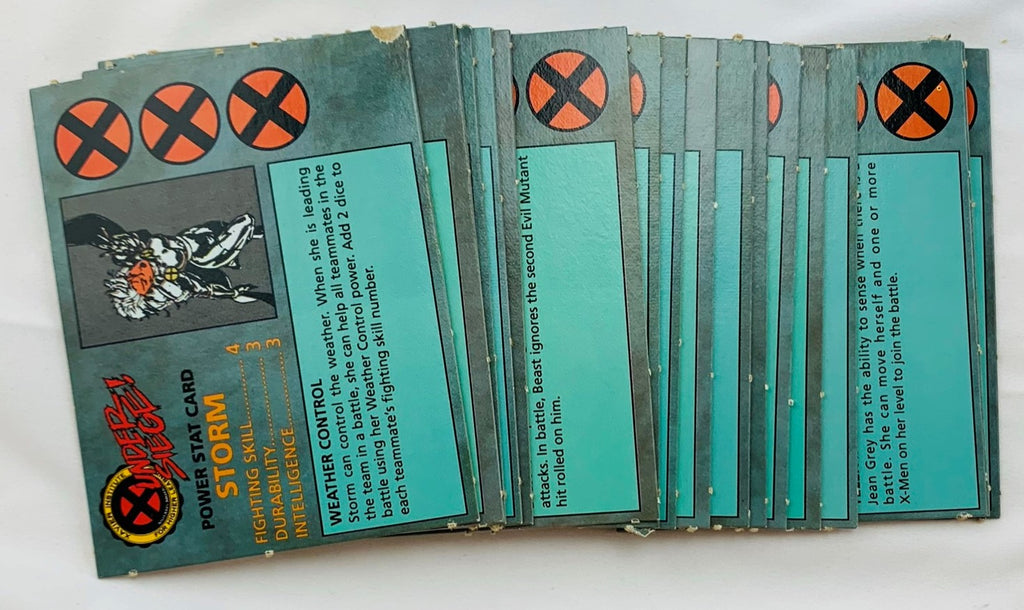 XAVIER INSTITUTE
FOR HIGHER
UNDER
SIEGE!
POWER STAT CARD
STORM
FIGHTING SKILL..............4
DURABILITY..................3
INTELLIGENCE................3
WEATHER CONTROL
Storm can control the weather. When she is leading
the team in a battle, she can help all teammates in the
battle using her Weather Control power. Add 2 dice to
each teammate's fighting skill number.
attacks. In battle, Beast ignores the second Evil Mutant
hit rolled on him.
Jean Grey has the ability to sense when there is a
battle. She can move herself and one or more
X-Men on her level to join the battle.